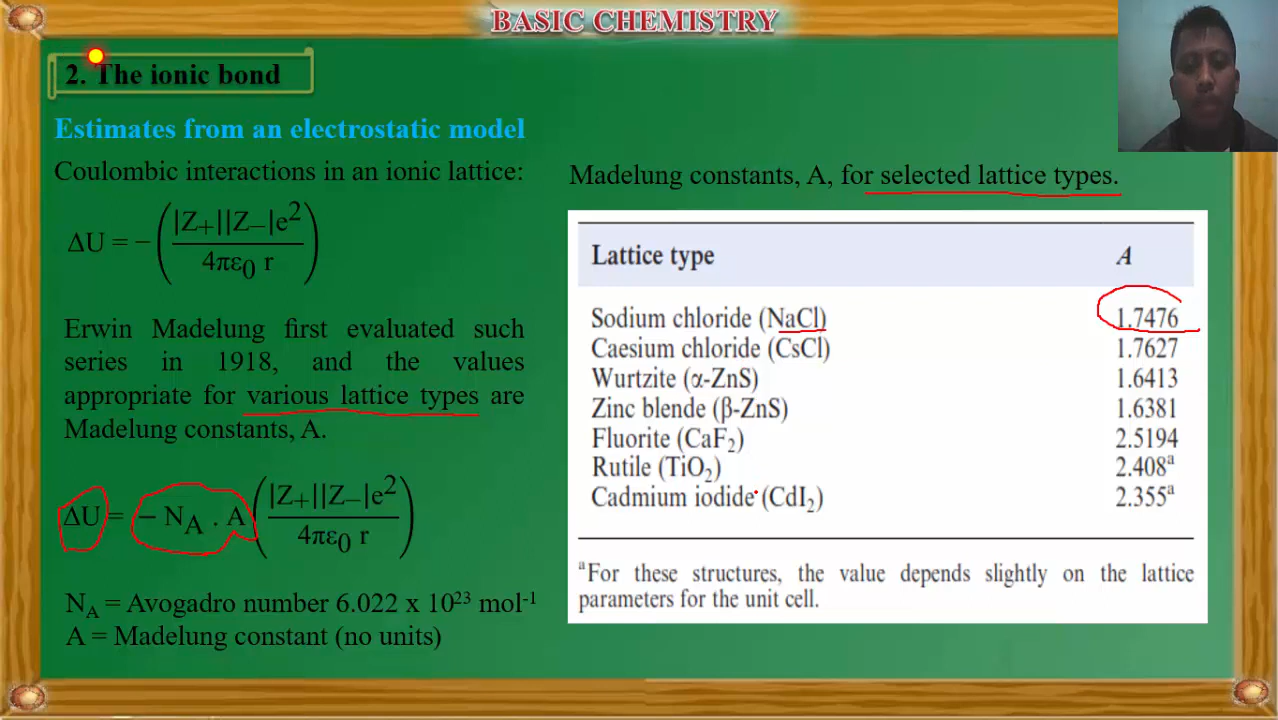 BASIC CHEMISTRY
2. The ionic bond
Estimates from an electrostatic model
Coulombic interactions in an ionic lattice:
ΔU = −(|Z+||Z−|e² / 4πε₀ r)
Erwin Madelung first evaluated such
series in 1918, and the values
appropriate for various lattice types are
Madelung constants, A.
ΔU = − N_A . A (|Z+||Z−|e² / 4πε₀ r)
N_A = Avogadro number 6.022 x 10²³ mol⁻¹
A = Madelung constant (no units)
Madelung constants, A, for selected lattice types.
Lattice type A
Sodium chloride (NaCl) 1.7476
Caesium chloride (CsCl) 1.7627
Wurtzite (α-ZnS) 1.6413
Zinc blende (β-ZnS) 1.6381
Fluorite (CaF₂) 2.5194
Rutile (TiO₂) 2.408ᵃ
Cadmium iodide (CdI₂) 2.355ᵃ
ᵃFor these structures, the value depends slightly on the lattice
parameters for the unit cell.